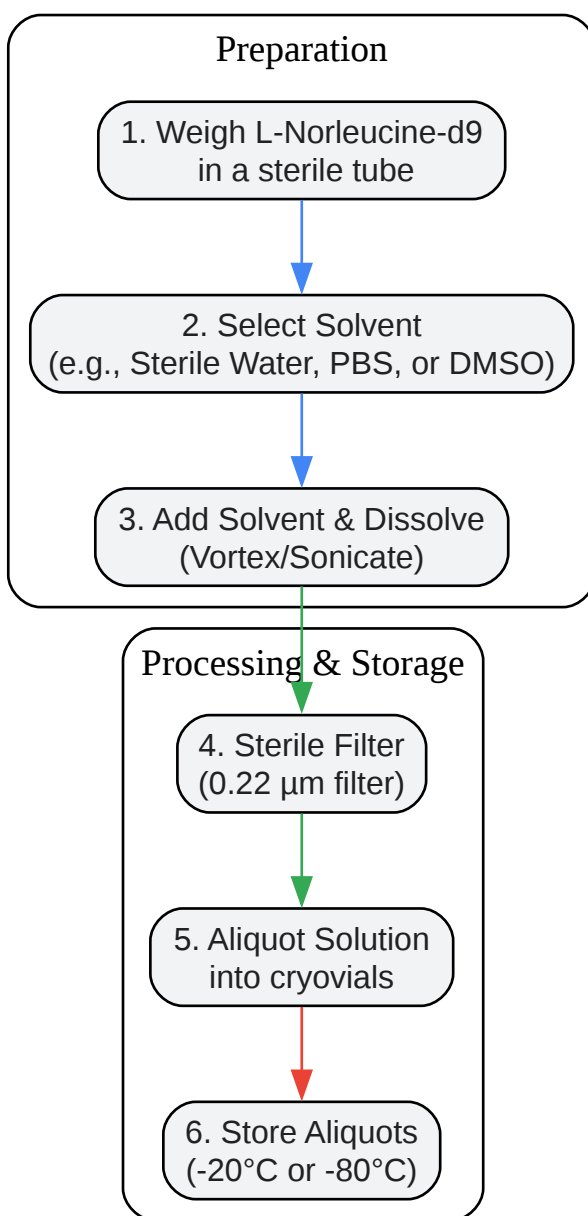 Preparation
1. Weigh L-Norleucine-d9
in a sterile tube
2. Select Solvent
(e.g., Sterile Water, PBS, or DMSO)
3. Add Solvent & Dissolve
(Vortex/Sonicate)
Processing & Storage
4. Sterile Filter
(0.22 µm filter)
5. Aliquot Solution
into cryovials
6. Store Aliquots
(-20°C or -80°C)